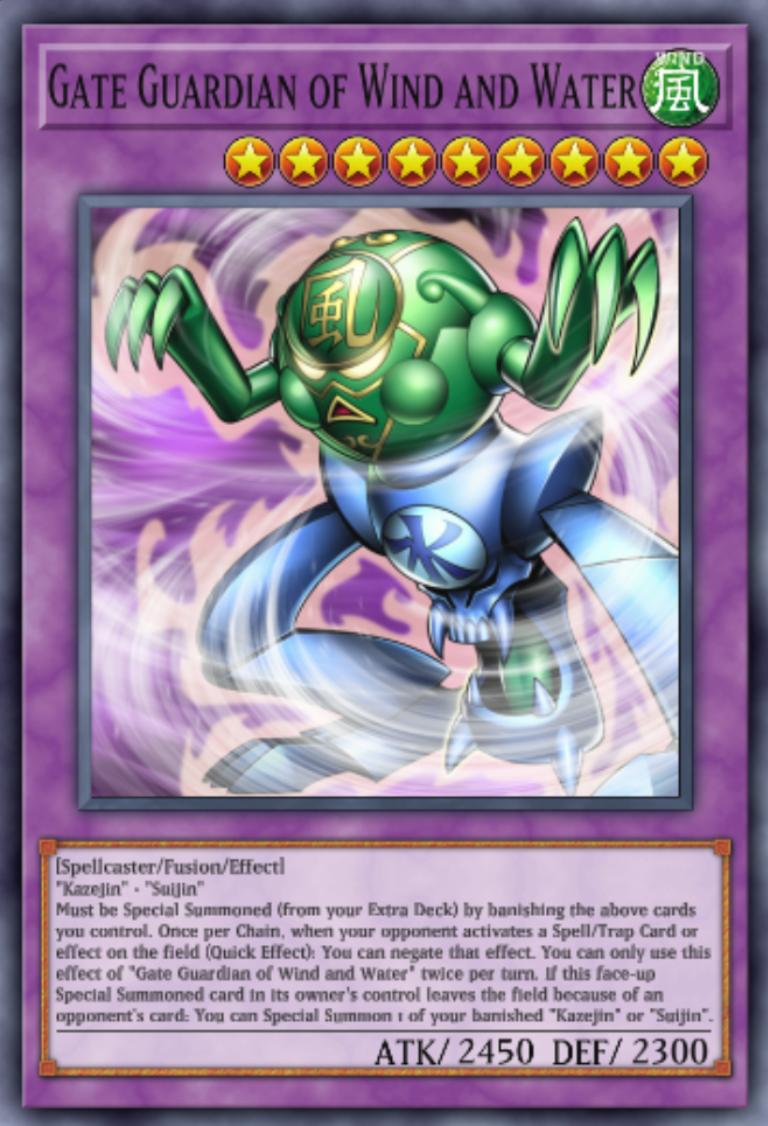 Gate Guardian of Wind and Water
WIND
風
風
水
[Spellcaster/Fusion/Effect]
"Kazejin" - "Suijin"
Must be Special Summoned (from your Extra Deck) by banishing the above cards
you control. Once per Chain, when your opponent activates a Spell/Trap Card or
effect on the field (Quick Effect): You can negate that effect. You can only use this
effect of "Gate Guardian of Wind and Water" twice per turn. If this face-up
Special Summoned card in its owner's control leaves the field because of an
opponent's card: You can Special Summon 1 of your banished "Kazejin" or "Suijin".
ATK/ 2450 DEF/ 2300